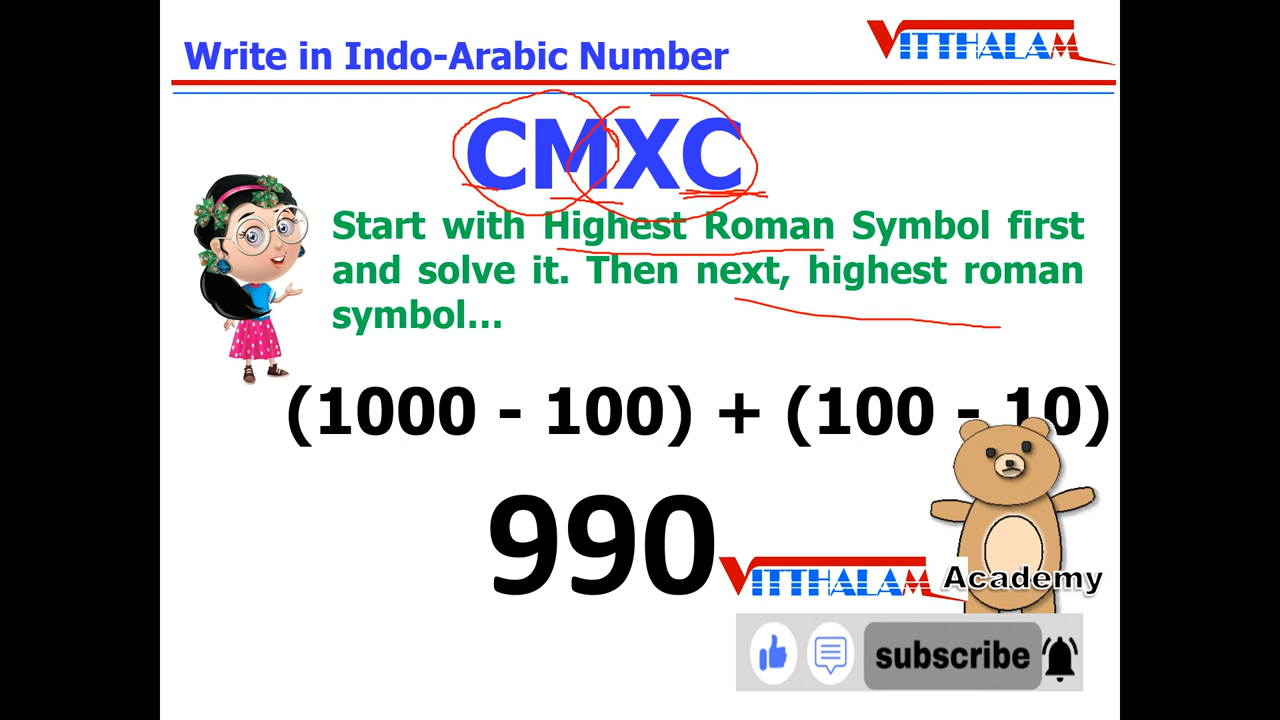 Write in Indo-Arabic Number
VITTHALAM
CMXC
Start with Highest Roman Symbol first
and solve it. Then next, highest roman
symbol...
(1000 - 100) + (100 - 10)
990
VITTHALAM Academy
subscribe